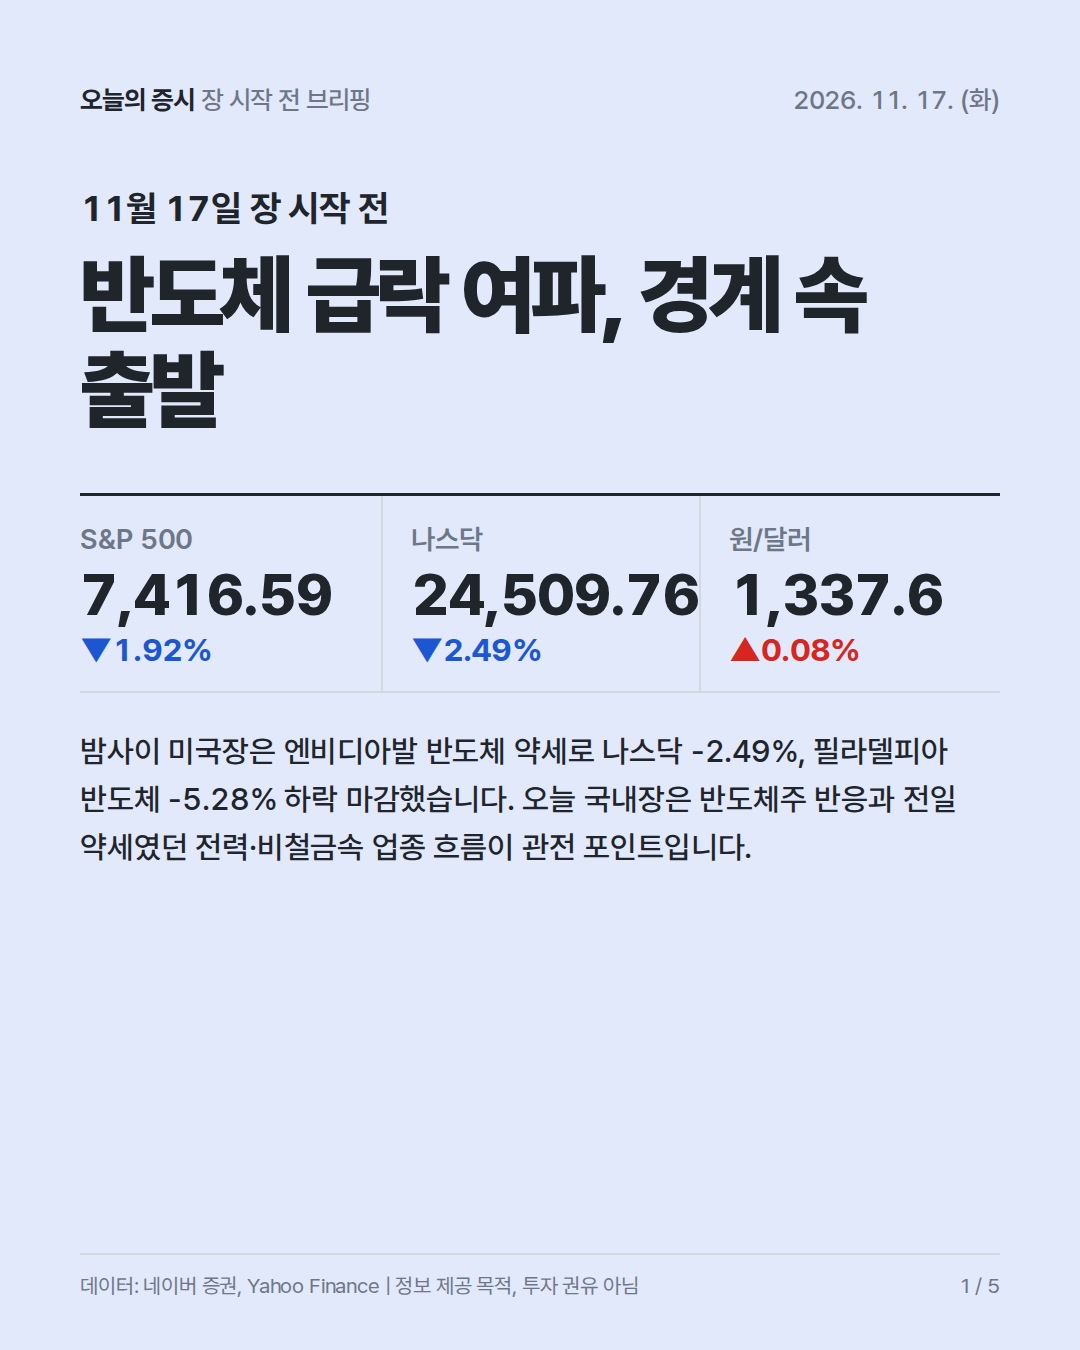 오늘의 증시 장 시작 전 브리핑
2026. 11. 17. (화)
11월 17일 장 시작 전
반도체 급락 여파, 경계 속
출발
S&P 500
7,416.59
▼1.92%
나스닥
24,509.76
▼2.49%
원/달러
1,337.6
▲0.08%
밤사이 미국장은 엔비디아발 반도체 약세로 나스닥 -2.49%, 필라델피아
반도체 -5.28% 하락 마감했습니다. 오늘 국내장은 반도체주 반응과 전일
약세였던 전력·비철금속 업종 흐름이 관전 포인트입니다.
데이터: 네이버 증권, Yahoo Finance | 정보 제공 목적, 투자 권유 아님
1 / 5